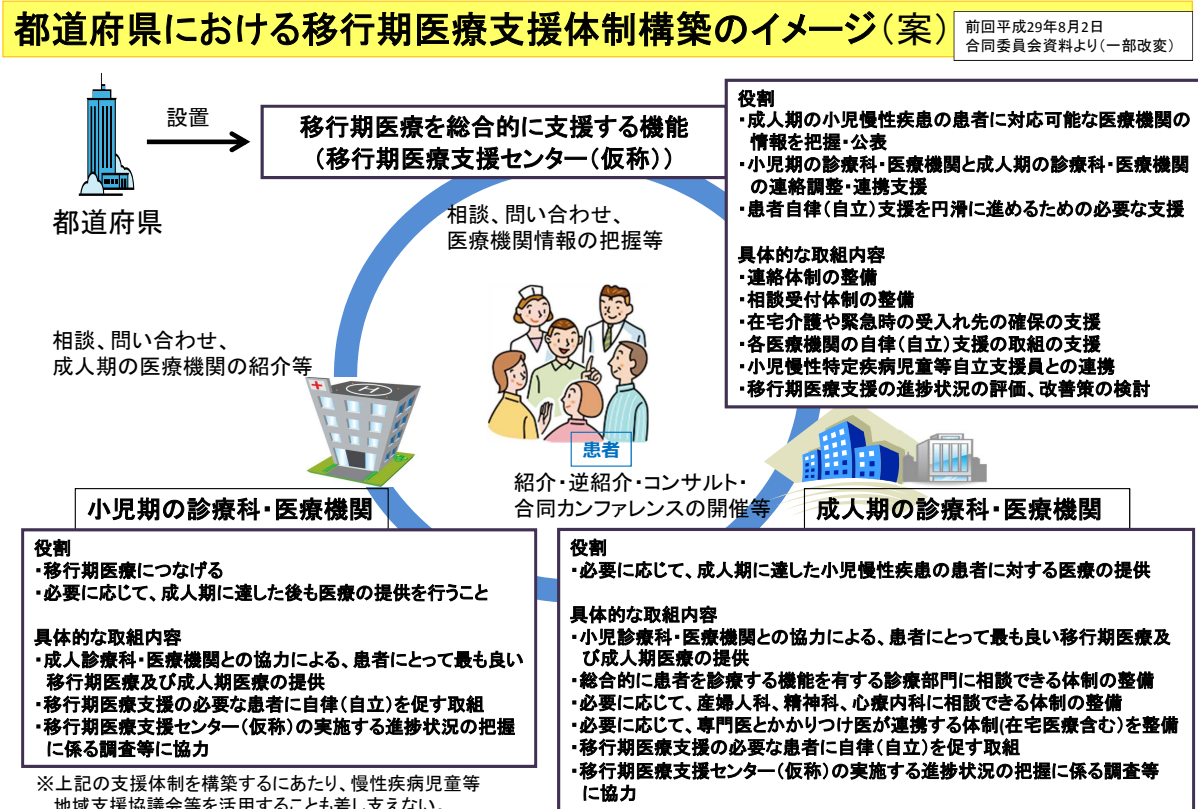 都道府県における移行期医療支援体制構築のイメージ（案）
前回平成29年8月2日
合同委員会資料より（一部改変）
設置
都道府県
移行期医療を総合的に支援する機能
（移行期医療支援センター（仮称））
役割
・成人期の小児慢性疾患の患者に対応可能な医療機関の
情報を把握・公表
・小児期の診療科・医療機関と成人期の診療科・医療機関
の連絡調整・連携支援
・患者自律（自立）支援を円滑に進めるための必要な支援
具体的な取組内容
・連絡体制の整備
・相談受付体制の整備
・在宅介護や緊急時の受入れ先の確保の支援
・各医療機関の自律（自立）支援の取組の支援
・小児慢性特定疾病児童等自立支援員との連携
・移行期医療支援の進捗状況の評価、改善策の検討
相談、問い合わせ、
医療機関情報の把握等
相談、問い合わせ、
成人期の医療機関の紹介等
H
患者
紹介・逆紹介・コンサルト・
合同カンファレンスの開催等
小児期の診療科・医療機関
役割
・移行期医療につなげる
・必要に応じて、成人期に達した後も医療の提供を行うこと
具体的な取組内容
・成人診療科・医療機関との協力による、患者にとって最も良い
移行期医療及び成人期医療の提供
・移行期医療支援の必要な患者に自律（自立）を促す取組
・移行期医療支援センター（仮称）の実施する進捗状況の把握
に係る調査等に協力
※上記の支援体制を構築するにあたり、慢性疾病児童等
地域支援協議会等を活用することも差し支えない。
成人期の診療科・医療機関
役割
・必要に応じて、成人期に達した小児慢性疾患の患者に対する医療の提供
具体的な取組内容
・小児診療科・医療機関との協力による、患者にとって最も良い移行期医療及
び成人期医療の提供
・総合的に患者を診療する機能を有する診療部門に相談できる体制の整備
・必要に応じて、産婦人科、精神科、心療内科に相談できる体制の整備
・必要に応じて、専門医とかかりつけ医が連携する体制(在宅医療含む)を整備
・移行期医療支援の必要な患者に自律（自立）を促す取組
・移行期医療支援センター（仮称）の実施する進捗状況の把握に係る調査等
に協力